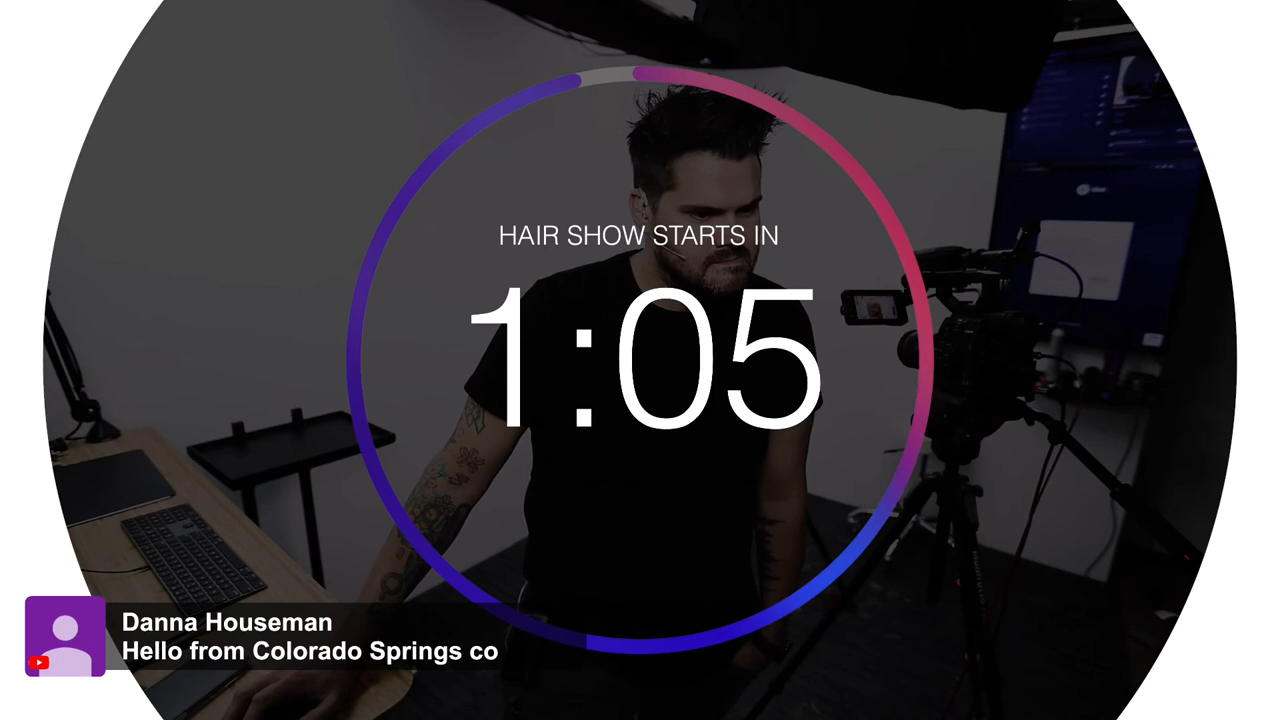 HAIR SHOW STARTS IN
1:05
Danna Houseman
Hello from Colorado Springs co